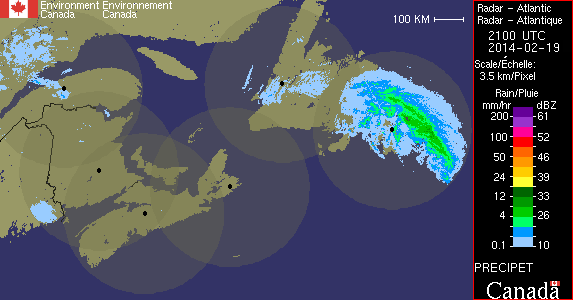 Environment Environnement
Canada Canada
100 KM
Radar - Atlantic
Radar - Atlantique
2100 UTC
2014-02-19
Scale/Échelle:
3.5 km/Pixel
Rain/Pluie
mm/hr dBZ
200 61
100 52
50 46
24 39
12 33
4 26
0.1 10
PRECIPET
Canada